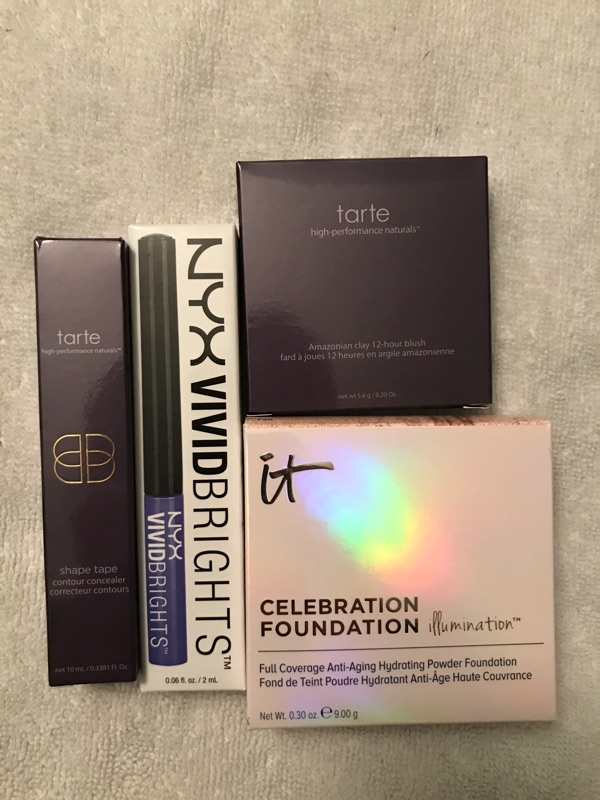 tarte
high-performance naturals™
shape tape
contour concealer
correcteur contours
net 10 mL / 0.3381 fl. Oz.
NYX VIVIDBRIGHTS™
NYX
VIVIDBRIGHTS™
0.06 fl. oz. / 2 mL
tarte
high-performance naturals™
Amazonian clay 12-hour blush
fard à joues 12 heures en argile amazonienne
net wt 5.6 g / 0.20 Oz.
it
CELEBRATION
FOUNDATION illumination™
Full Coverage Anti-Aging Hydrating Powder Foundation
Fond de Teint Poudre Hydratant Anti-Âge Haute Couvrance
Net Wt. 0.30 oz. ℮ 9.00 g